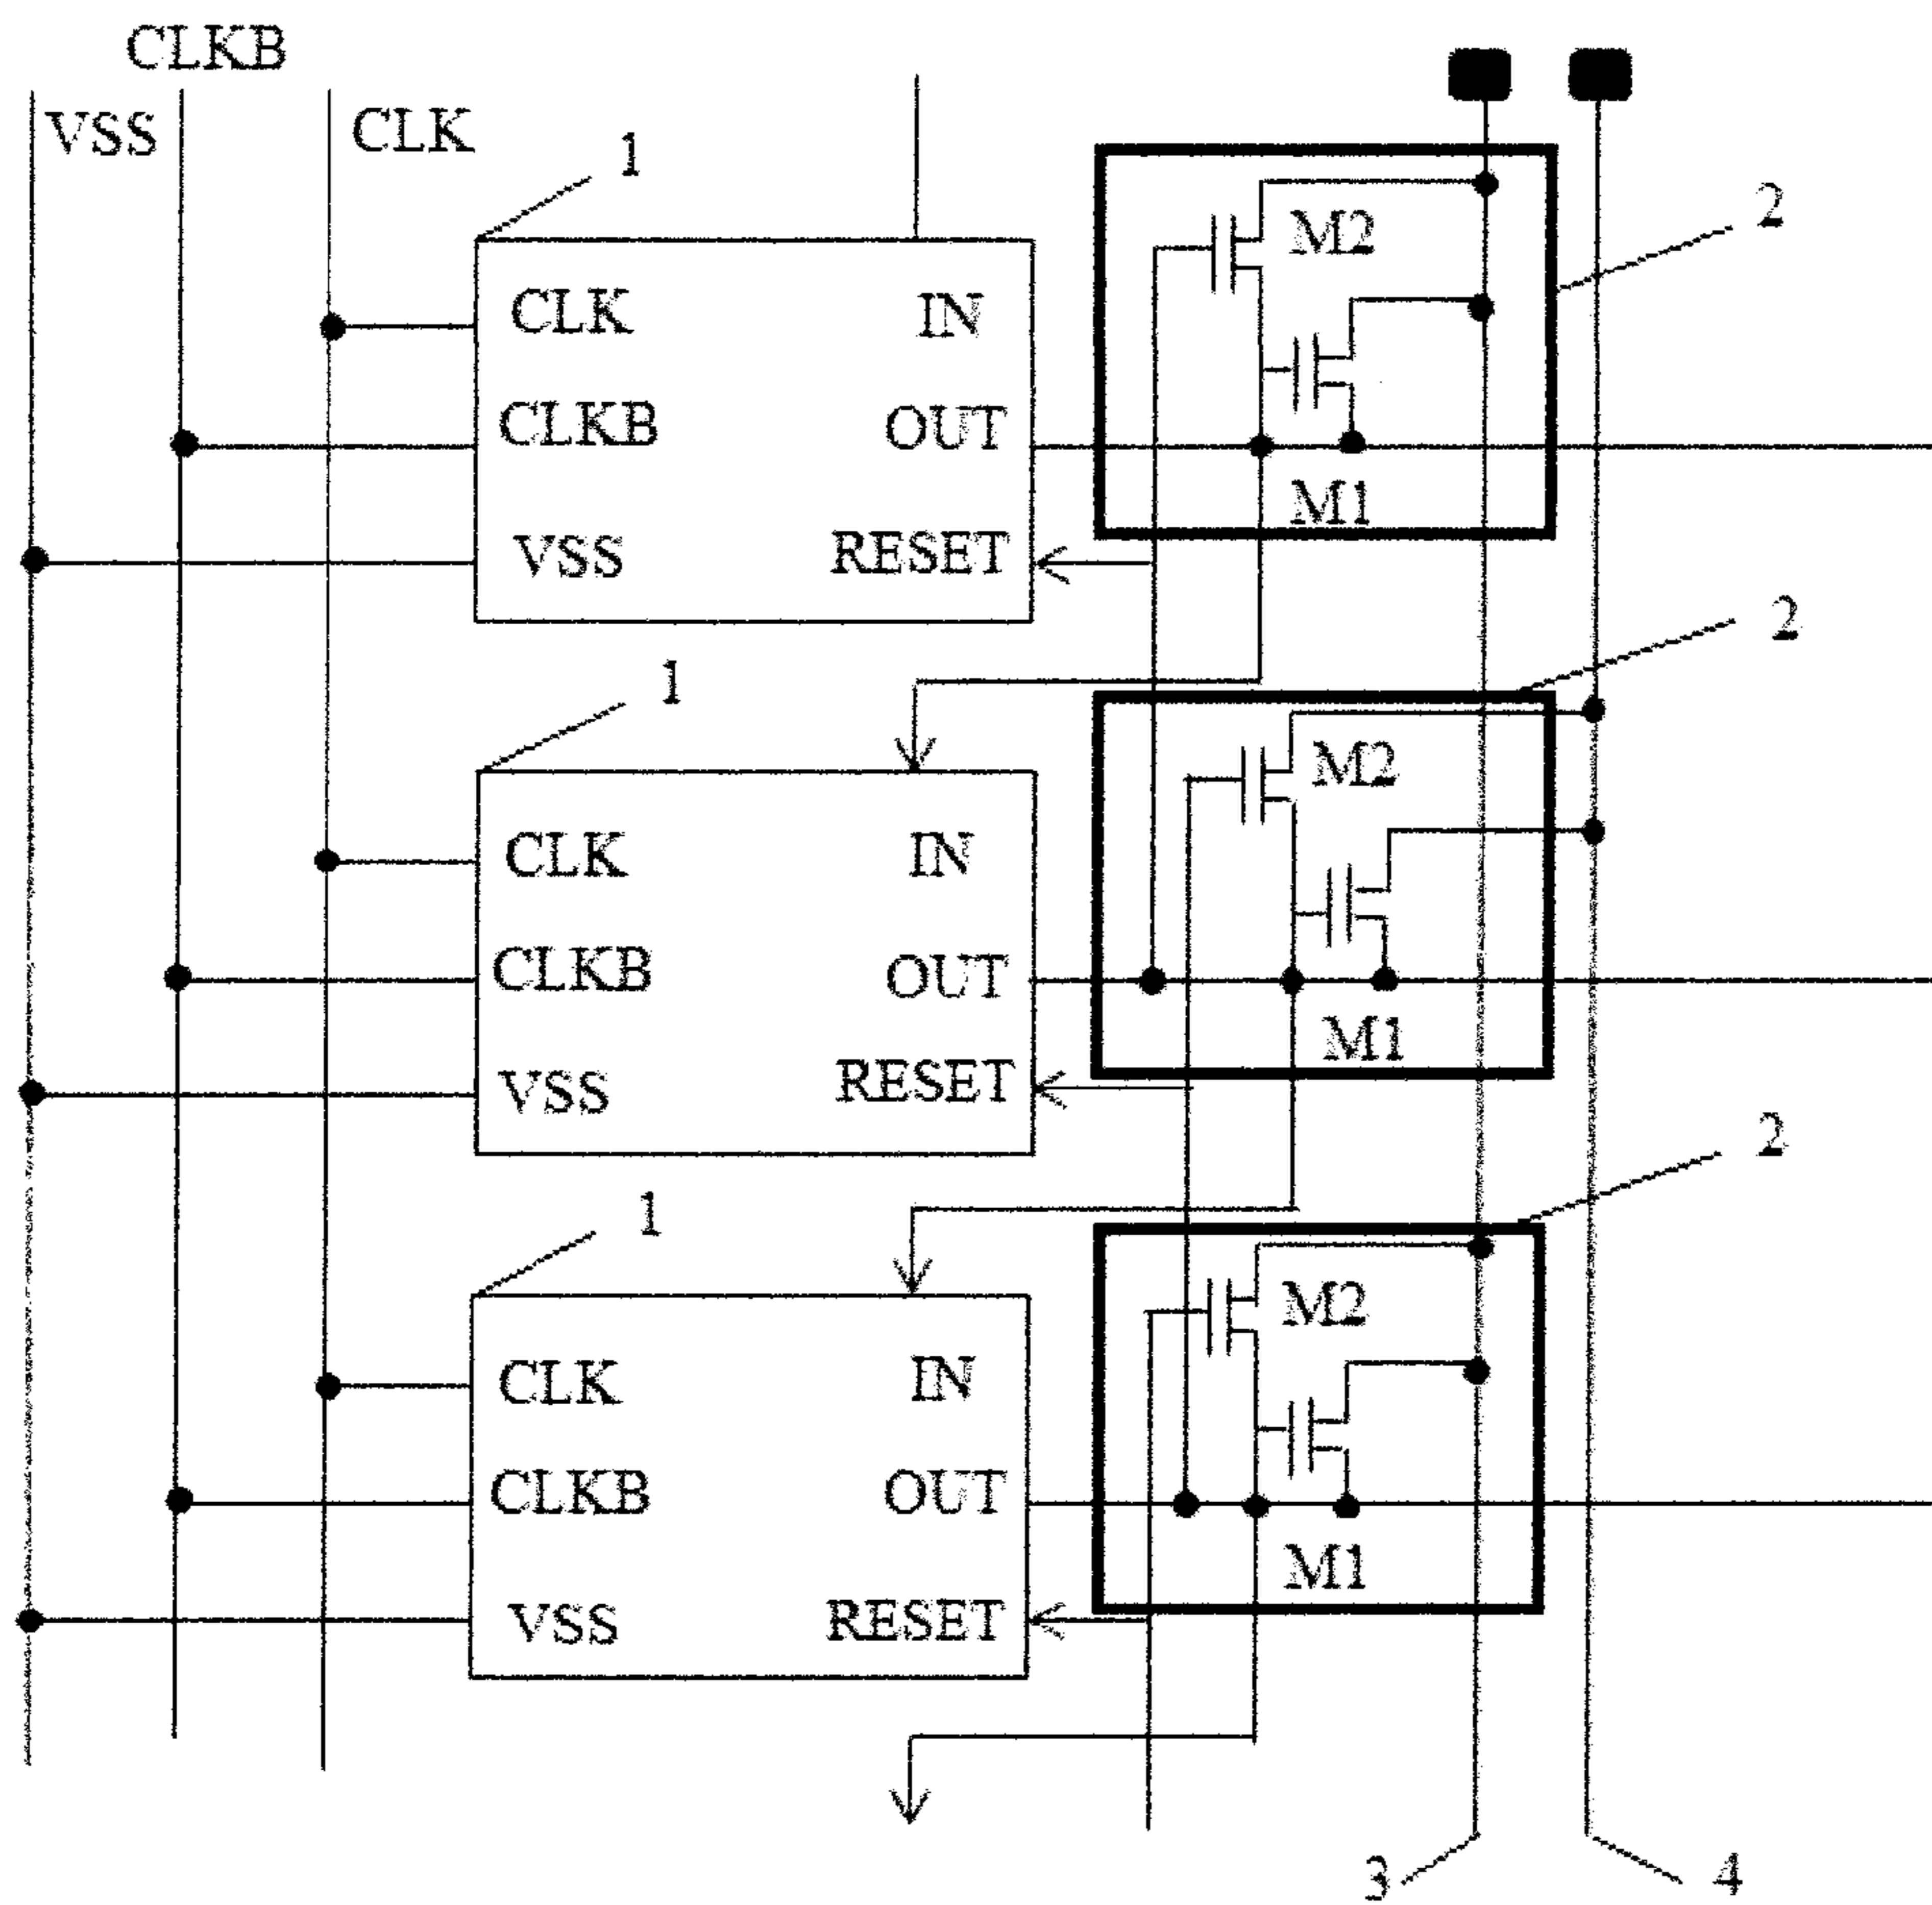 CLKB
VSS
CLK
1
2
M2
CLK
IN
CLKB
OUT
M1
VSS
RESET
2
1
M2
CLK
IN
CLKB
OUT
M1
VSS
RESET
2
1
M2
CLK
IN
CLKB
OUT
M1
VSS
RESET
3
4